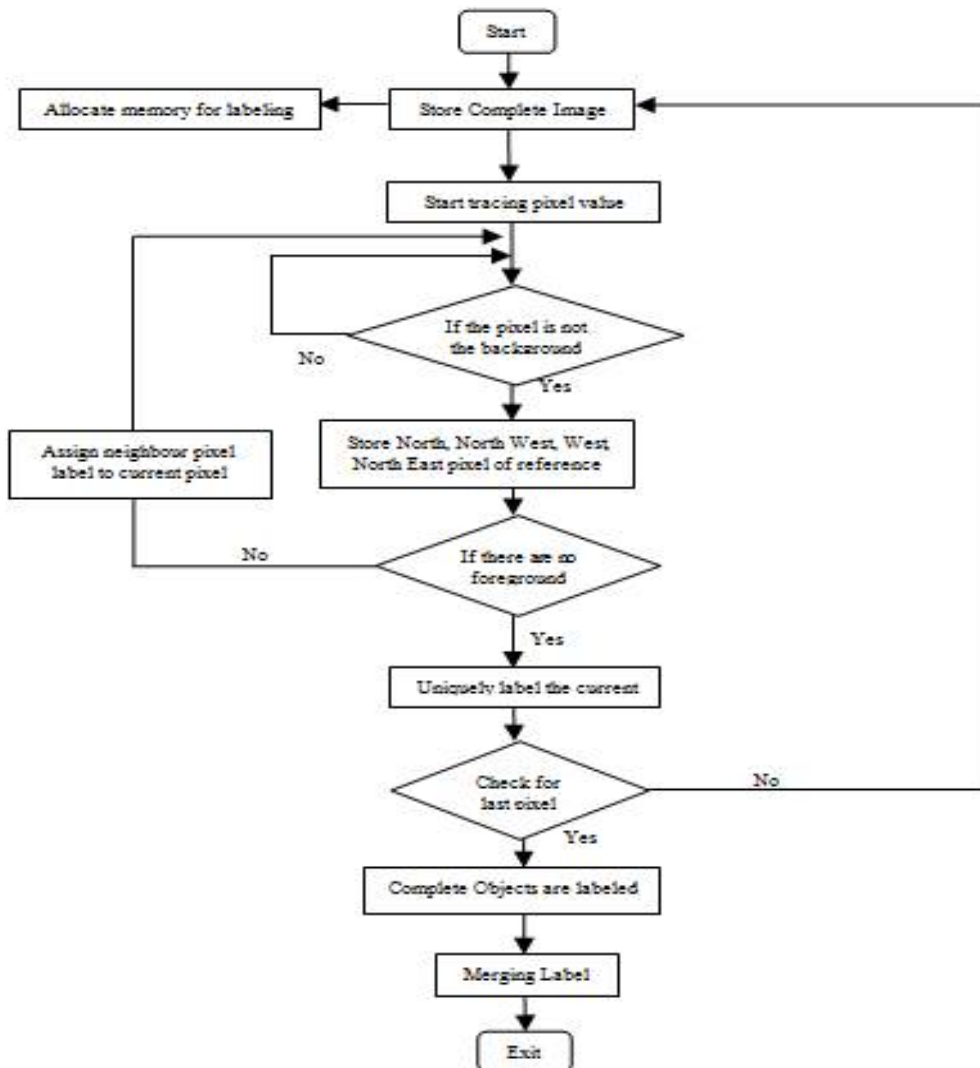 Start
Allocate memory for labeling
Store Complete Image
Start tracing pixel value
If the pixel is not
the background
No
Yes
Store North, North West, West,
North East pixel of reference
Assign neighbour pixel
label to current pixel
No
If there are no
foreground
Yes
Uniquely label the current
Check for
last pixel
No
Yes
Complete Objects are labeled
Merging Label
Exit